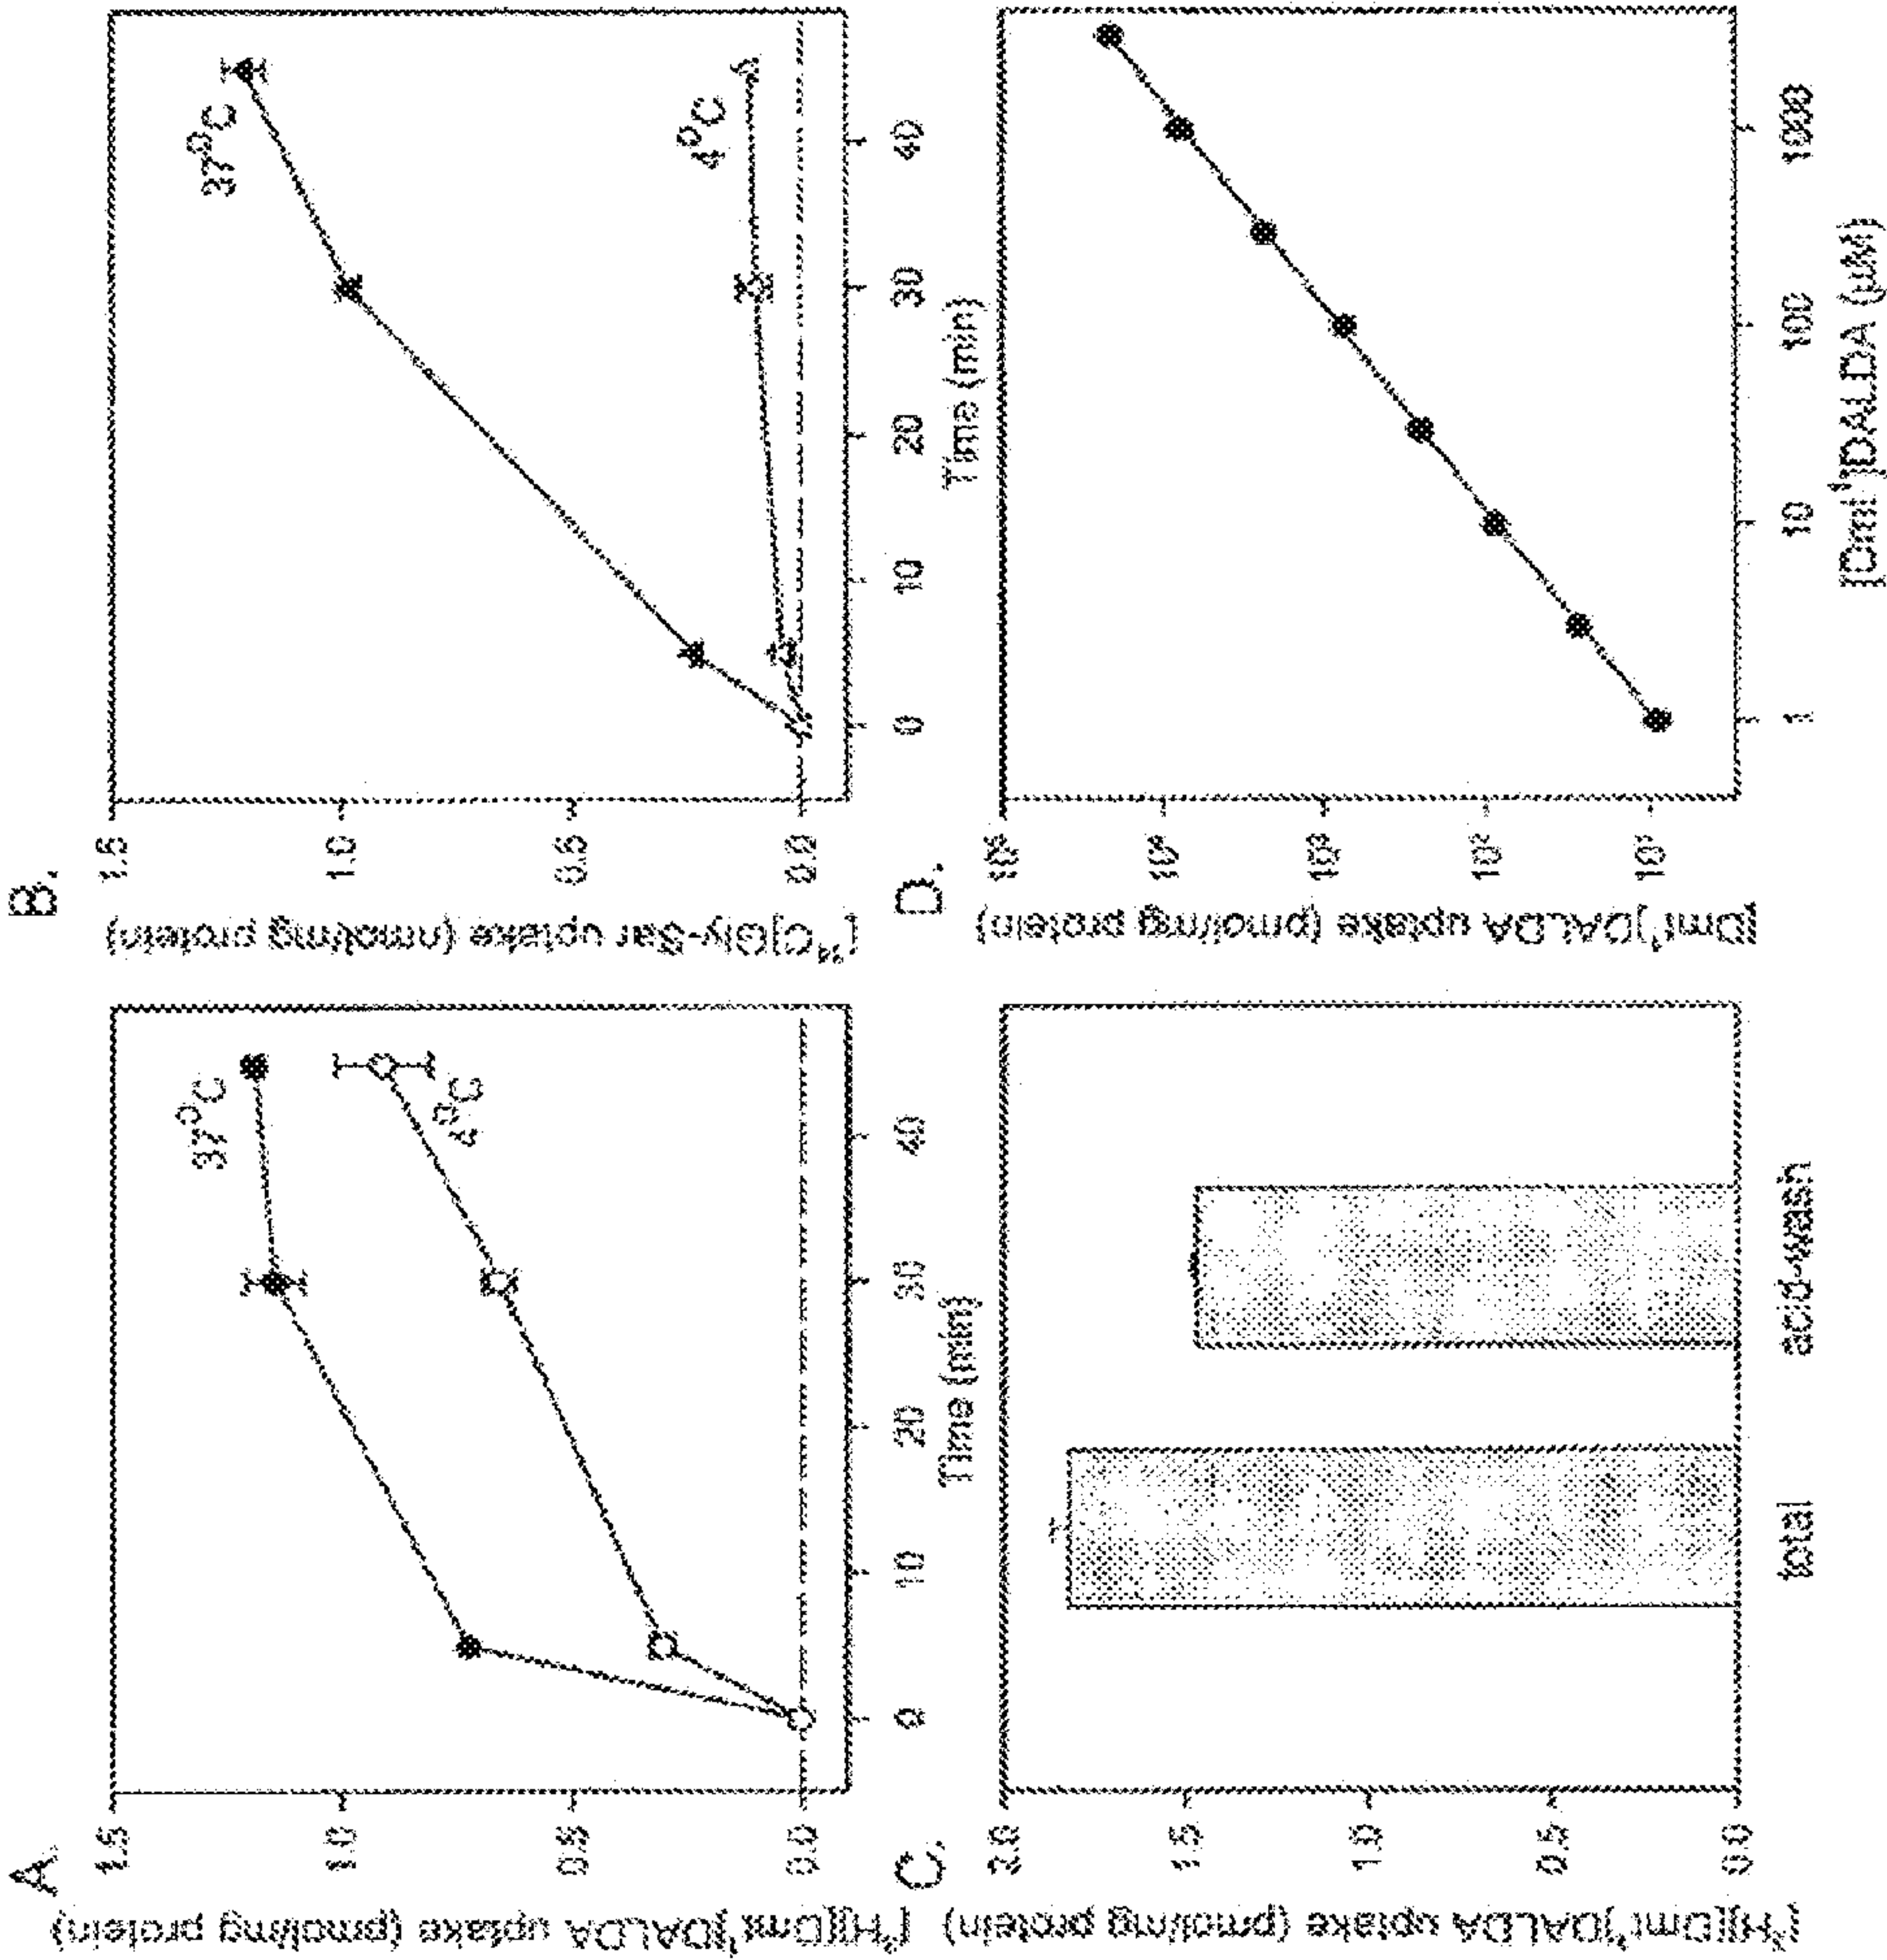 A.
[³H][Dmt¹]DALDA uptake (pmol/mg protein)
1.5
1.0
0.5
0.0
37°C
4°C
0 10 20 30 40
Time (min)
B.
[¹⁴C]Gly-Sar uptake (nmol/mg protein)
1.5
1.0
0.5
0.0
37°C
4°C
0 10 20 30 40
Time (min)
C.
[³H][Dmt¹]DALDA uptake (pmol/mg protein)
2.0
1.5
1.0
0.5
0.0
total acid-wash
D.
[Dmt¹]DALDA uptake (pmol/mg protein)
10⁵
10⁴
10³
10²
10¹
1 10 100 1000
[Dmt¹]DALDA (µM)